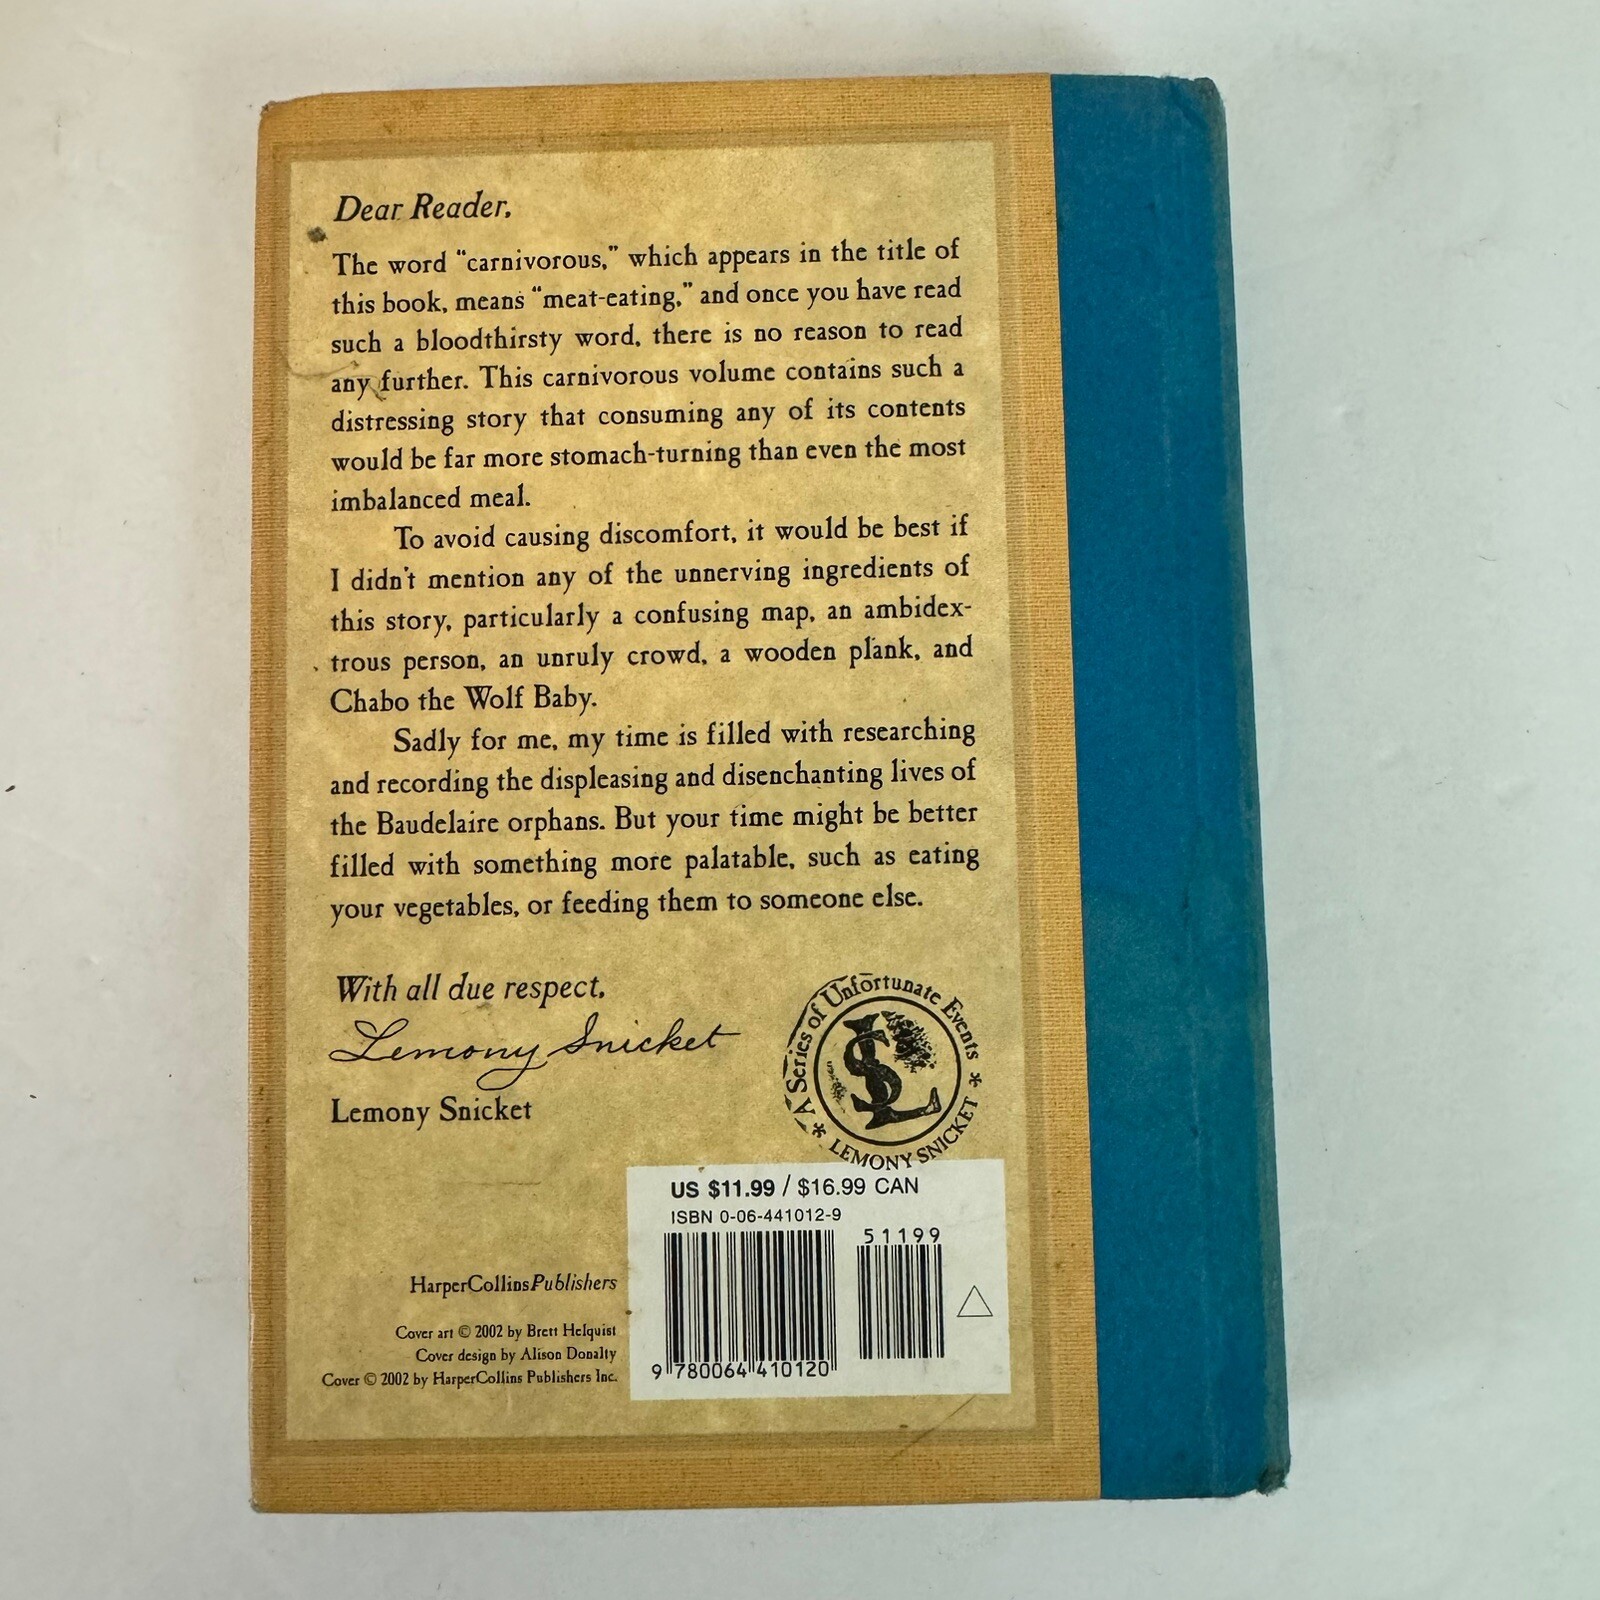 Dear Reader,
The word "carnivorous," which appears in the title of
this book, means "meat-eating," and once you have read
such a bloodthirsty word, there is no reason to read
any further. This carnivorous volume contains such a
distressing story that consuming any of its contents
would be far more stomach-turning than even the most
imbalanced meal.
To avoid causing discomfort, it would be best if
I didn't mention any of the unnerving ingredients of
this story, particularly a confusing map, an ambidex-
trous person, an unruly crowd, a wooden plank, and
Chabo the Wolf Baby.
Sadly for me, my time is filled with researching
and recording the displeasing and disenchanting lives of
the Baudelaire orphans. But your time might be better
filled with something more palatable, such as eating
your vegetables, or feeding them to someone else.
With all due respect,
Lemony Snicket
Lemony Snicket
* A Series of Unfortunate Events *
LEMONY SNICKET
LS
US $11.99 / $16.99 CAN
ISBN 0-06-441012-9
51199
9 780064 410120
HarperCollinsPublishers
Cover art © 2002 by Brett Helquist
Cover design by Alison Donalty
Cover © 2002 by HarperCollins Publishers Inc.